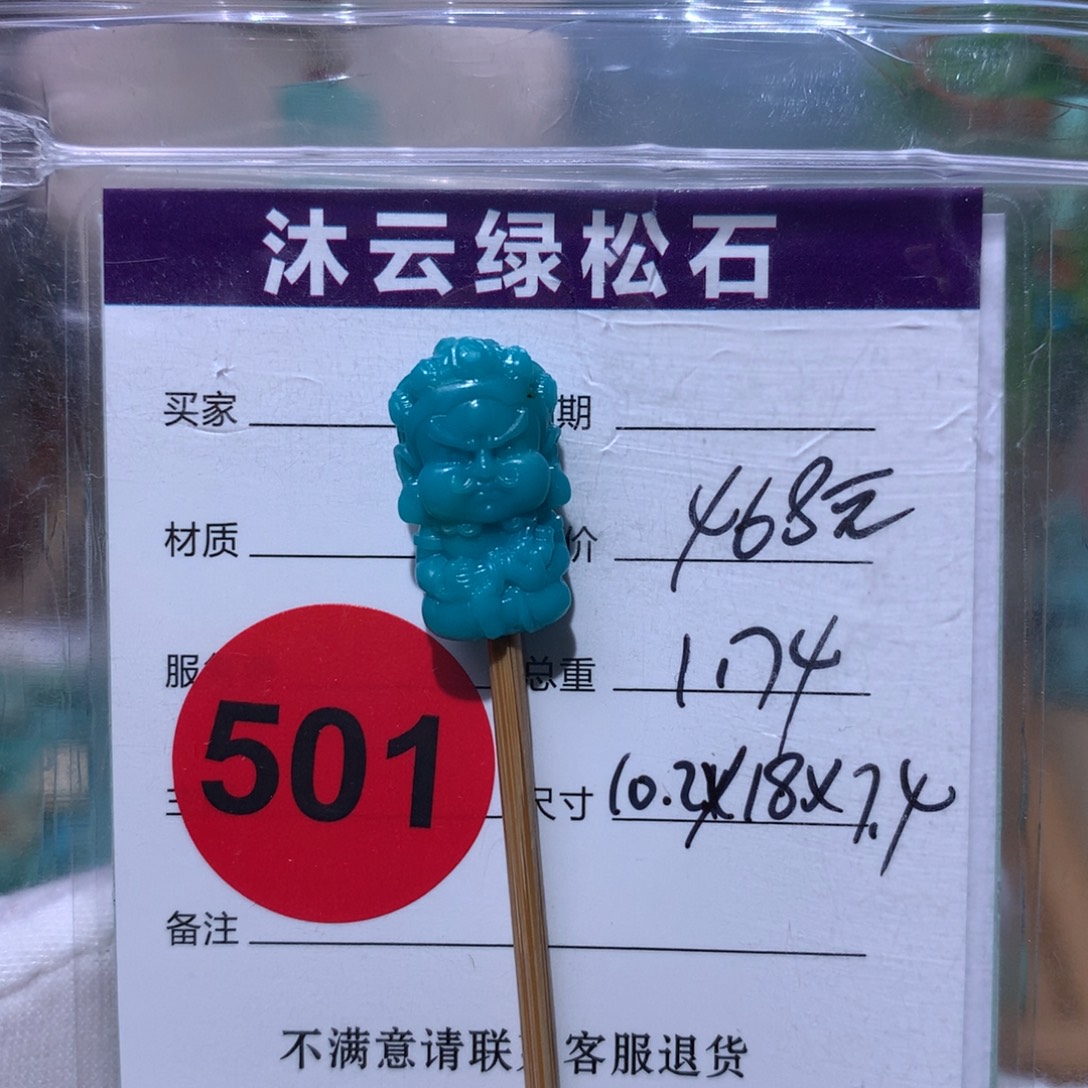 沐云绿松石
买家 期
材质 价 468元
服 总重 1.74
501
尺寸 10.2X18X7.4
备注
不满意请联 客服退货